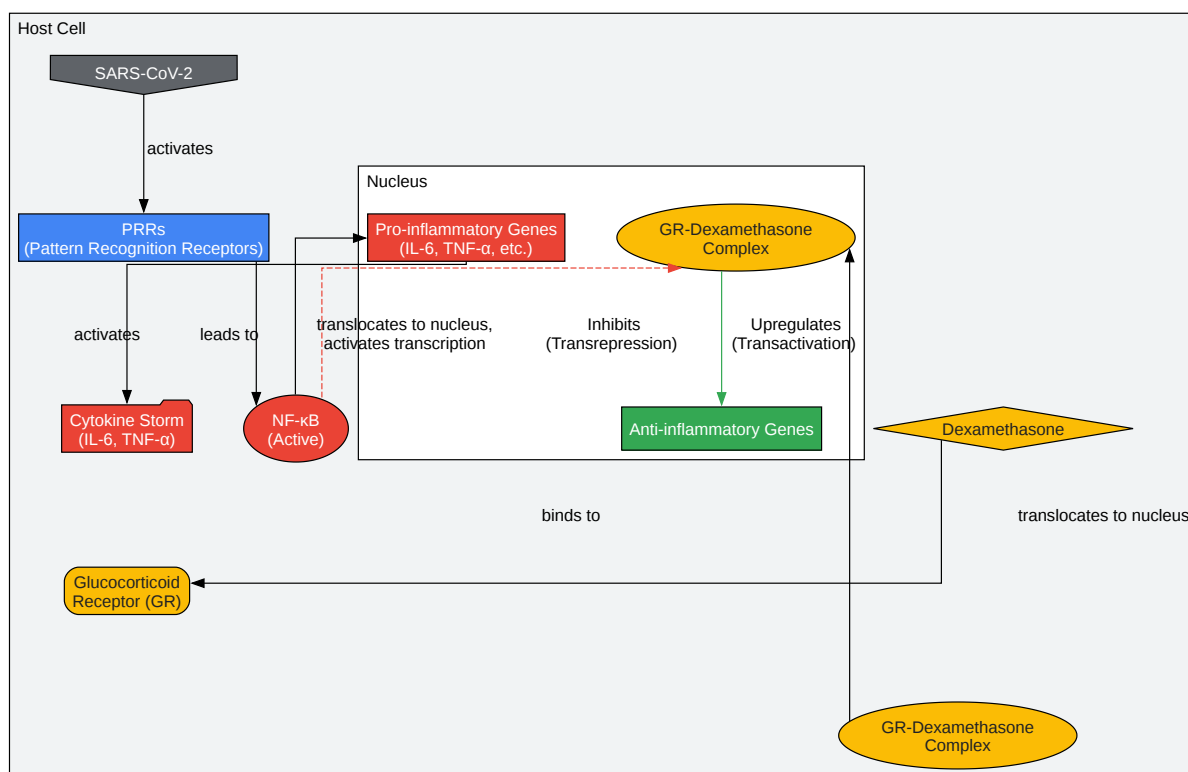 Host Cell
SARS-CoV-2
activates
Nucleus
PRRs
(Pattern Recognition Receptors)
Pro-inflammatory Genes
(IL-6, TNF-α, etc.)
GR-Dexamethasone
Complex
activates
leads to
translocates to nucleus,
activates transcription
Inhibits
(Transrepression)
Upregulates
(Transactivation)
Cytokine Storm
(IL-6, TNF-α)
NF-κB
(Active)
Anti-inflammatory Genes
Dexamethasone
binds to
translocates to nucleus
Glucocorticoid
Receptor (GR)
GR-Dexamethasone
Complex